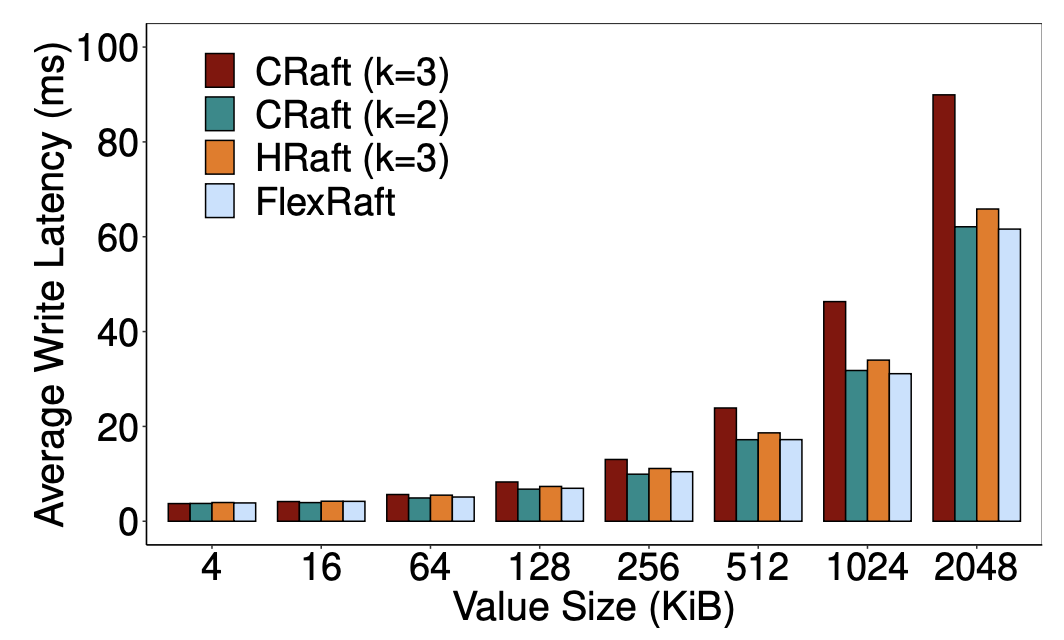 Average Write Latency (ms)
100
80
60
40
20
0
CRaft (k=3)
CRaft (k=2)
HRaft (k=3)
FlexRaft
4 16 64 128 256 512 1024 2048
Value Size (KiB)